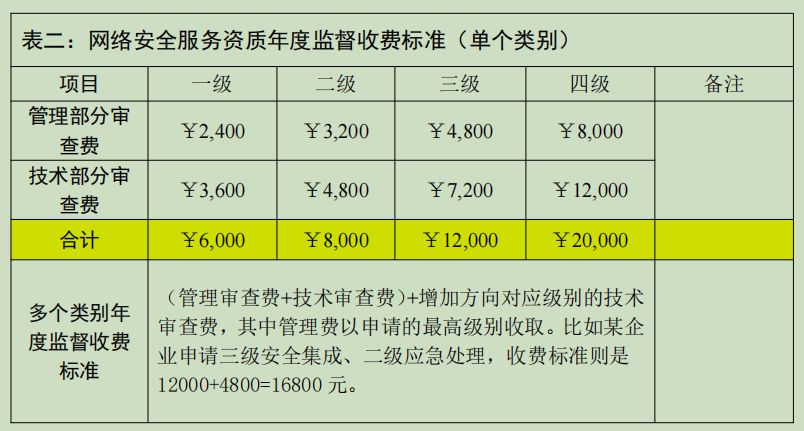 表二：网络安全服务资质年度监督收费标准（单个类别）
项目 一级 二级 三级 四级 备注
管理部分审
查费 ￥2,400 ￥3,200 ￥4,800 ￥8,000
技术部分审
查费 ￥3,600 ￥4,800 ￥7,200 ￥12,000
合计 ￥6,000 ￥8,000 ￥12,000 ￥20,000
多个类别年
度监督收费
标准
（管理审查费+技术审查费)+增加方向对应级别的技术
审查费，其中管理费以申请的最高级别收取。比如某企
业申请三级安全集成、二级应急处理，收费标准则是
12000+4800=16800 元。